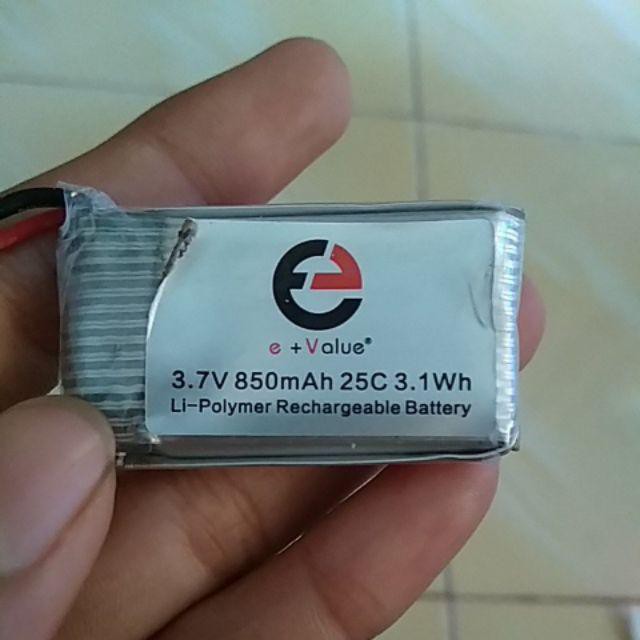 e +Value®
3.7V 850mAh 25C 3.1Wh
Li-Polymer Rechargeable Battery